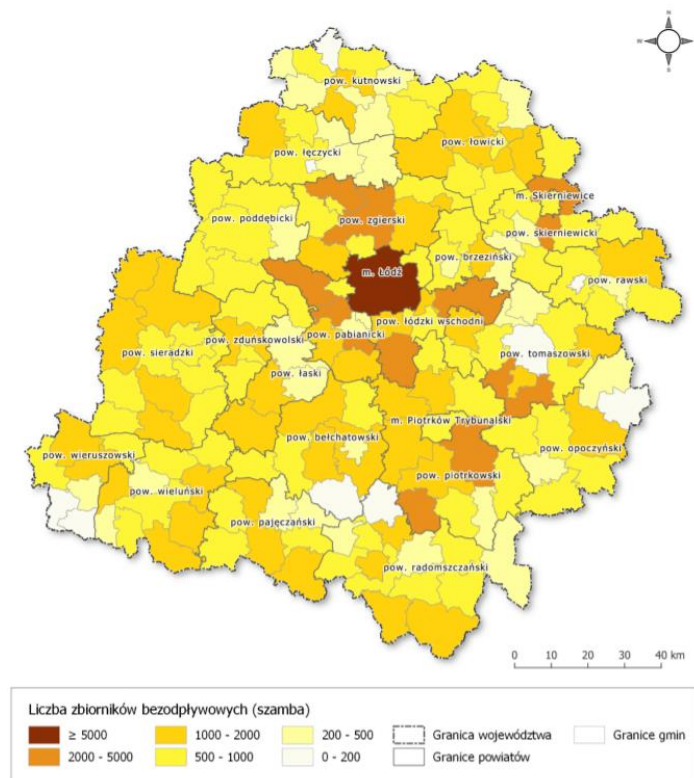 N
W E
S
pow. kutnowski
pow. łęczycki
pow. łowicki
m. Skierniewice
pow. poddębicki
pow. zgierski
pow. skierniewicki
pow. brzeziński
m. Łódź
pow. rawski
pow. łódzki wschodni
pow. pabianicki
pow. sieradzki
pow. zduńskowolski
pow. tomaszowski
pow. łaski
m. Piotrków Trybunalski
pow. bełchatowski
pow. opoczyński
pow. wieruszowski
pow. piotrkowski
pow. wieluński
pow. pajęczański
pow. radomszczański
0 10 20 30 40 km
Liczba zbiorników bezodpływowych (szamba)
≥ 5000 1000 - 2000 200 - 500 Granica województwa Granice gmin
2000 - 5000 500 - 1000 0 - 200 Granice powiatów